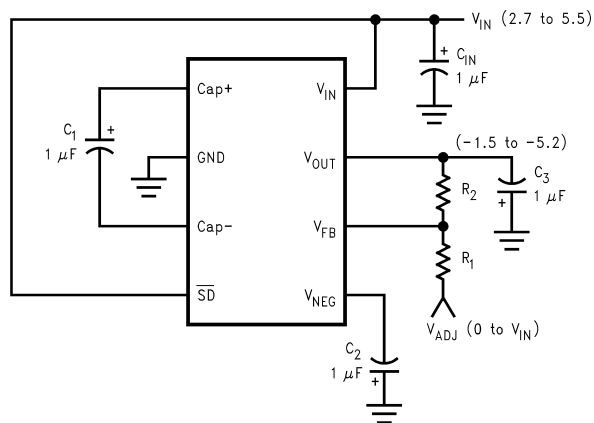 V_IN (2.7 to 5.5)
+
C_IN
1 μF
Cap+
V_IN
C_1
+
1 μF
GND
V_OUT
(-1.5 to -5.2)
R_2
C_3
+
1 μF
Cap-
V_FB
R_1
S̅D̅
V_NEG
V_ADJ (0 to V_IN)
C_2
1 μF
+